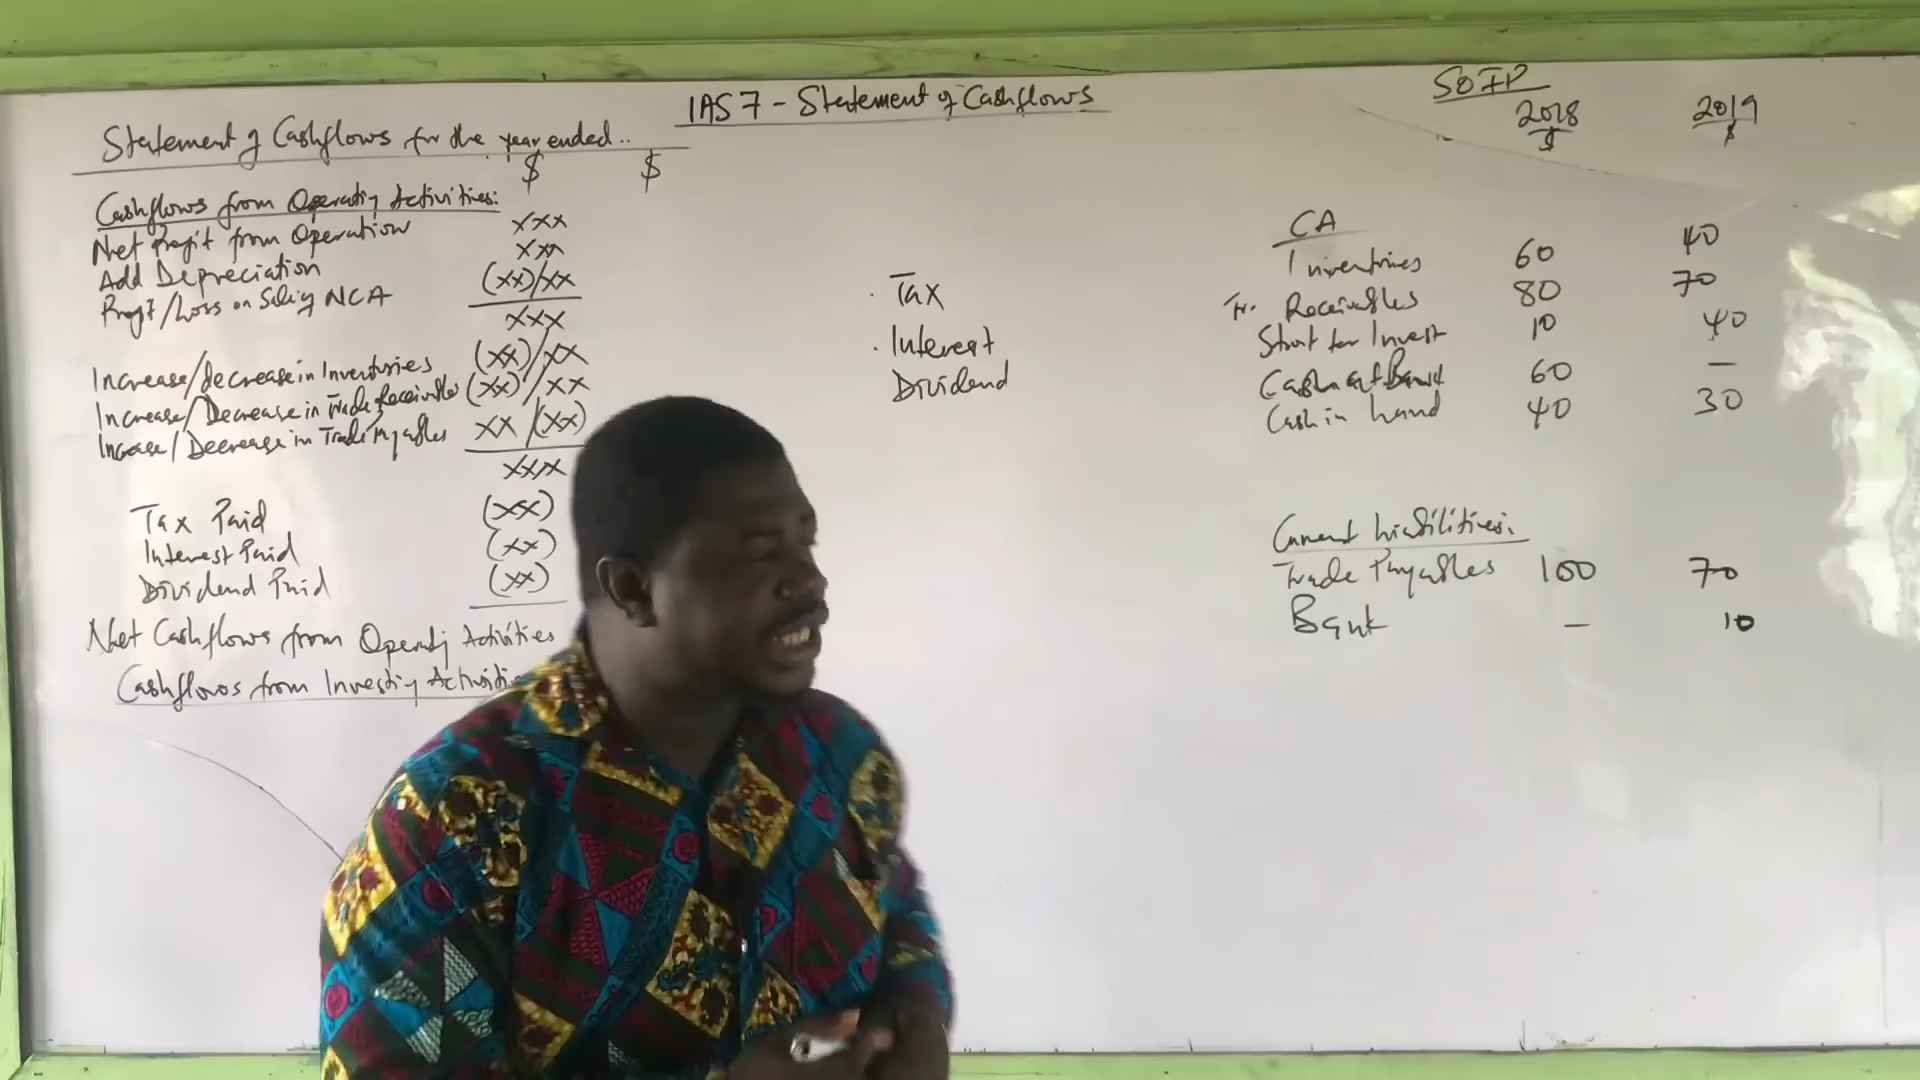 IAS 7 - Statement of Cashflows
Statement of Cashflows for the year ended..
$ $
Cashflows from Operating Activities:
Net Profit from Operation xxx
Add Depreciation xxx
Profit/Loss on Selling NCA (xx)/xx
xxx
Increase/decrease in Inventories (xx)/xx
Increase/Decrease in Trade Receivables (xx)/xx
Increase/Decrease in Trade Payables xx/(xx)
xxx
Tax Paid (xx)
Interest Paid (xx)
Dividend Paid (xx)
Net Cashflows from Operating Activities
Cashflows from Investing Activities
· Tax
· Interest
Dividend
SOFP
2018 2019
$ $
CA
Inventories 60 40
Tr. Receivables 80 70
Short ter Invest 10 40
Cash at Bank 60 –
Cash in hand 40 30
Current Liabilities:
Trade Payables 100 70
Bank – 10